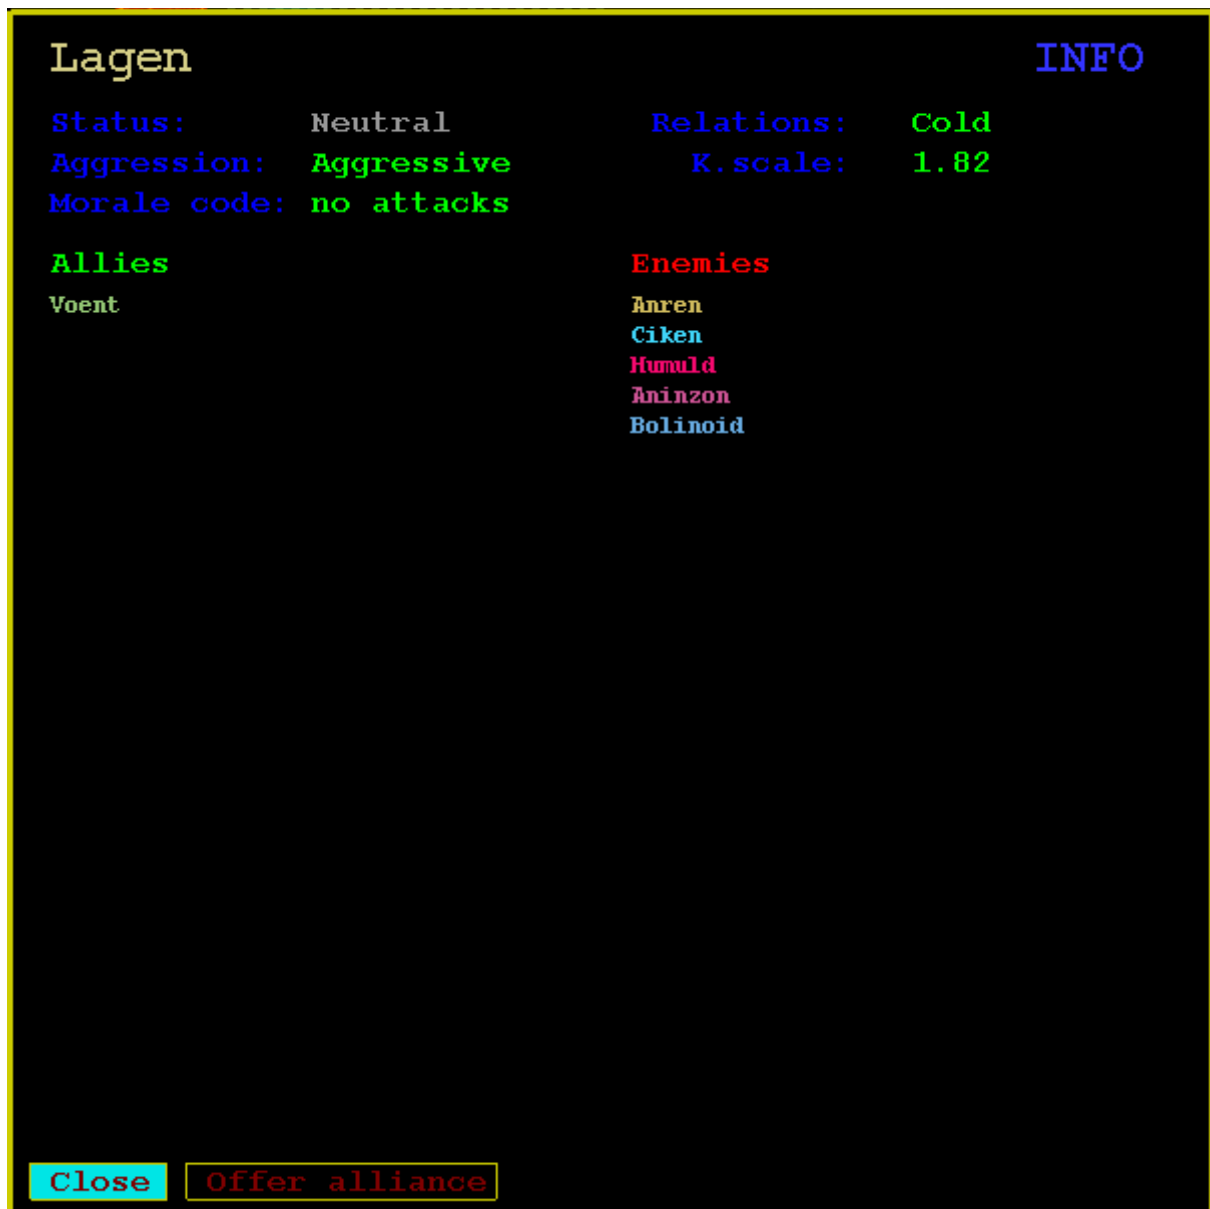 Lagen INFO
Status: Neutral Relations: Cold
Aggression: Aggressive K.scale: 1.82
Morale code: no attacks
Allies Enemies
Voent Anren
Ciken
Humuld
Aninzon
Bolinoid
Close Offer alliance